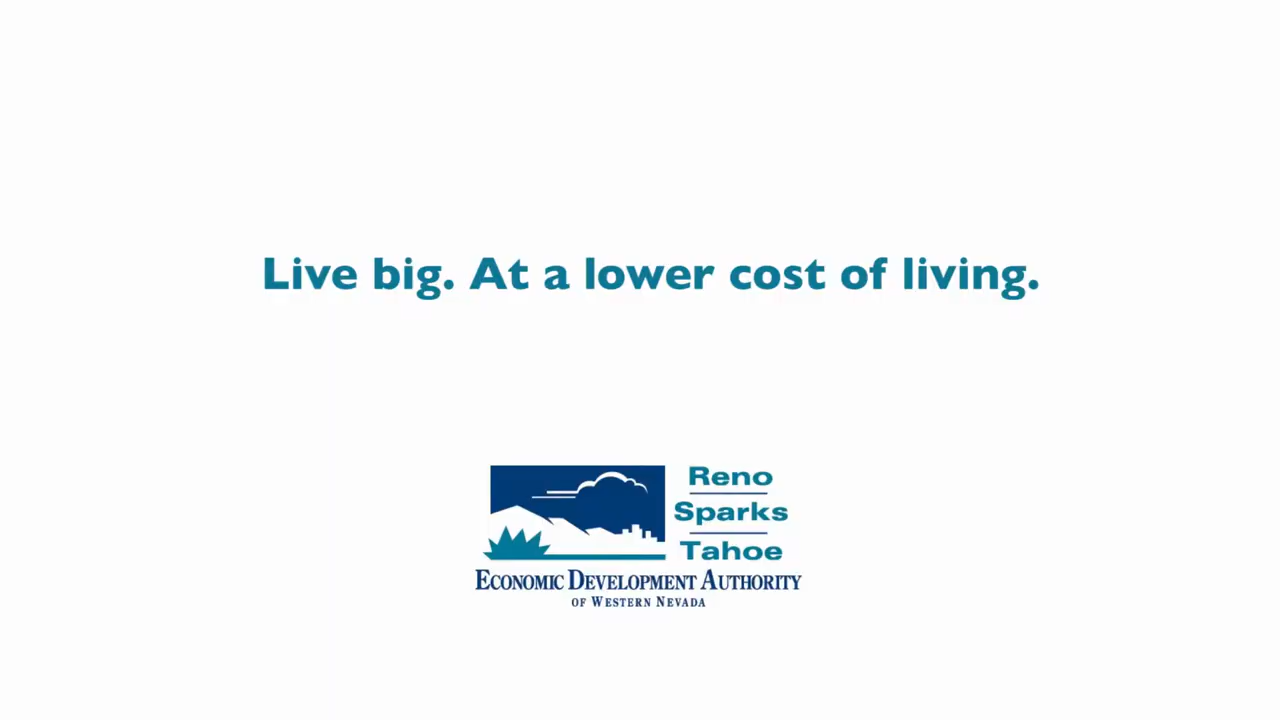 Live big. At a lower cost of living.
Reno
Sparks
Tahoe
ECONOMIC DEVELOPMENT AUTHORITY
OF WESTERN NEVADA